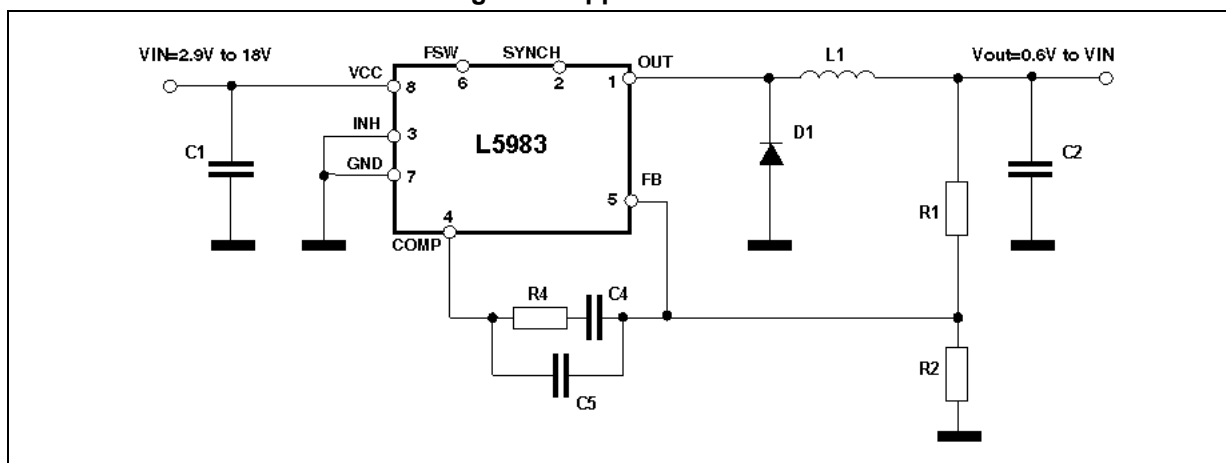 VIN=2.9V to 18V
FSW
SYNCH
OUT
L1
Vout=0.6V to VIN
VCC
8
6
2
1
INH
3
D1
C1
L5983
C2
GND
7
FB
5
R1
4
COMP
R4
C4
R2
C5